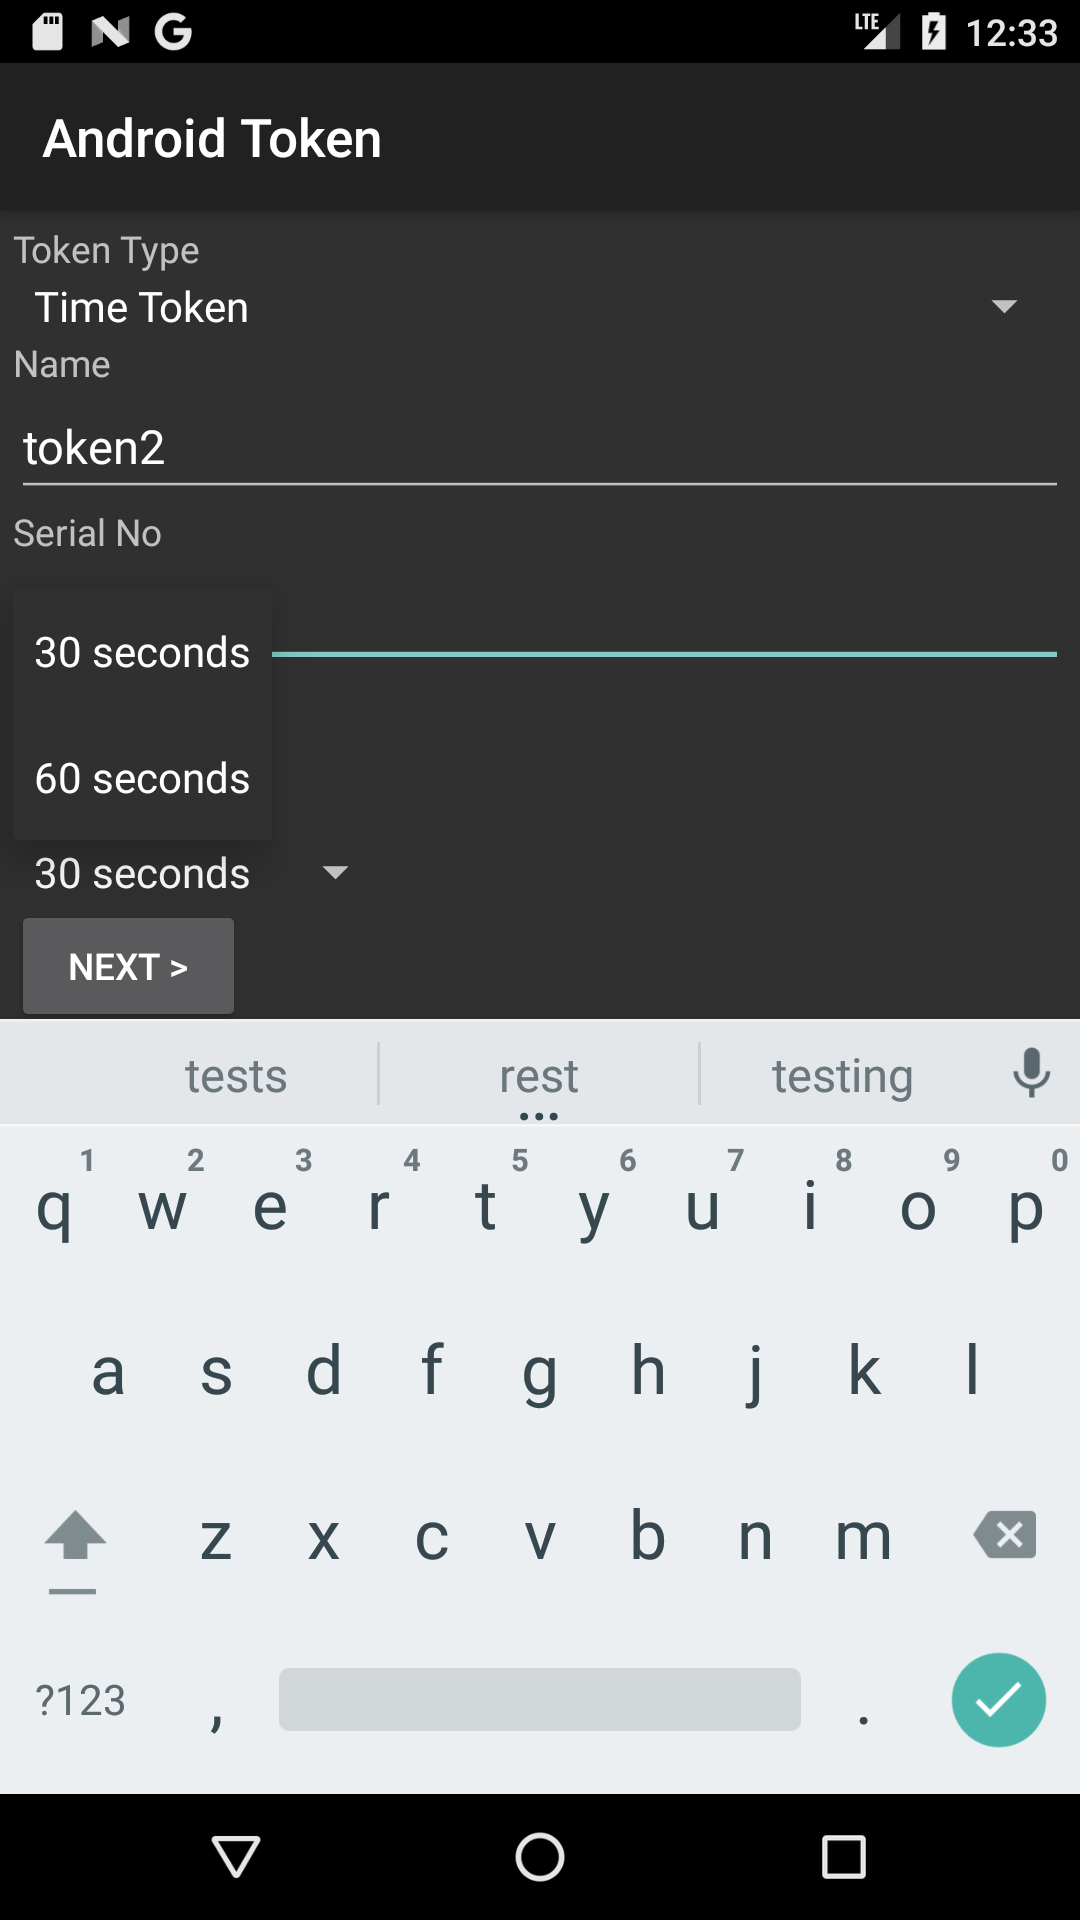 LTE 12:33
Android Token
Token Type
Time Token
Name
token2
Serial No
30 seconds
60 seconds
30 seconds
NEXT >
tests rest testing
1 2 3 4 5 6 7 8 9 0
q w e r t y u i o p
a s d f g h j k l
z x c v b n m
?123 , .